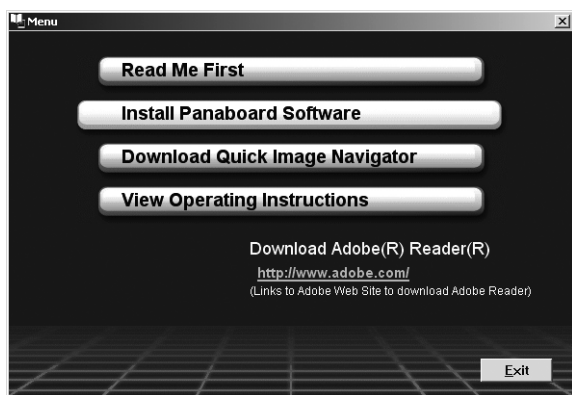 Menu
Read Me First
Install Panaboard Software
Download Quick Image Navigator
View Operating Instructions
Download Adobe(R) Reader(R)
http://www.adobe.com/
(Links to Adobe Web Site to download Adobe Reader)
Exit